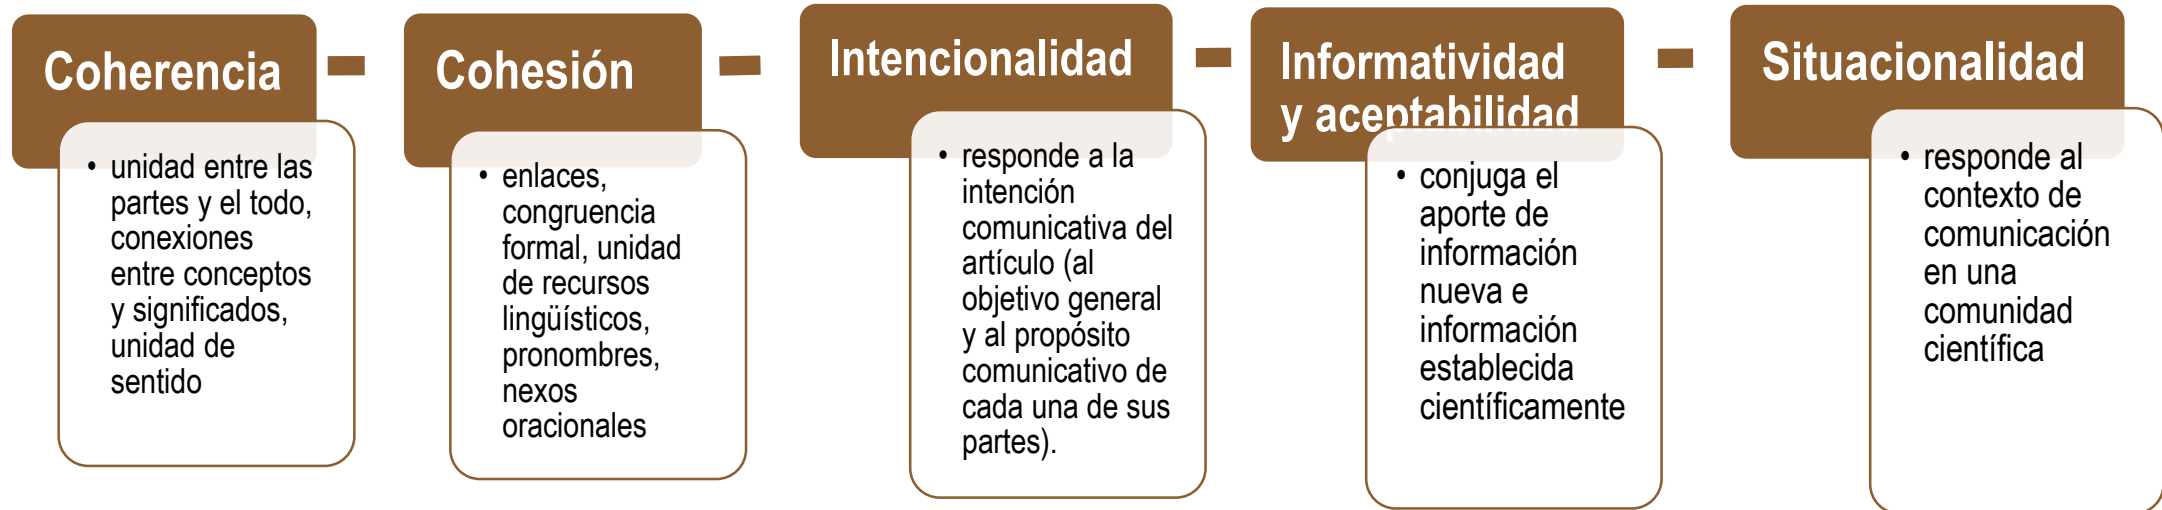 Coherencia
• unidad entre las
partes y el todo,
conexiones
entre conceptos
y significados,
unidad de
sentido
Cohesión
• enlaces,
congruencia
formal, unidad
de recursos
lingüísticos,
pronombres,
nexos
oracionales
Intencionalidad
• responde a la
intención
comunicativa del
artículo (al
objetivo general
y al propósito
comunicativo de
cada una de sus
partes).
Informatividad
y aceptabilidad
• conjuga el
aporte de
información
nueva e
información
establecida
científicamente
Situacionalidad
• responde al
contexto de
comunicación
en una
comunidad
científica